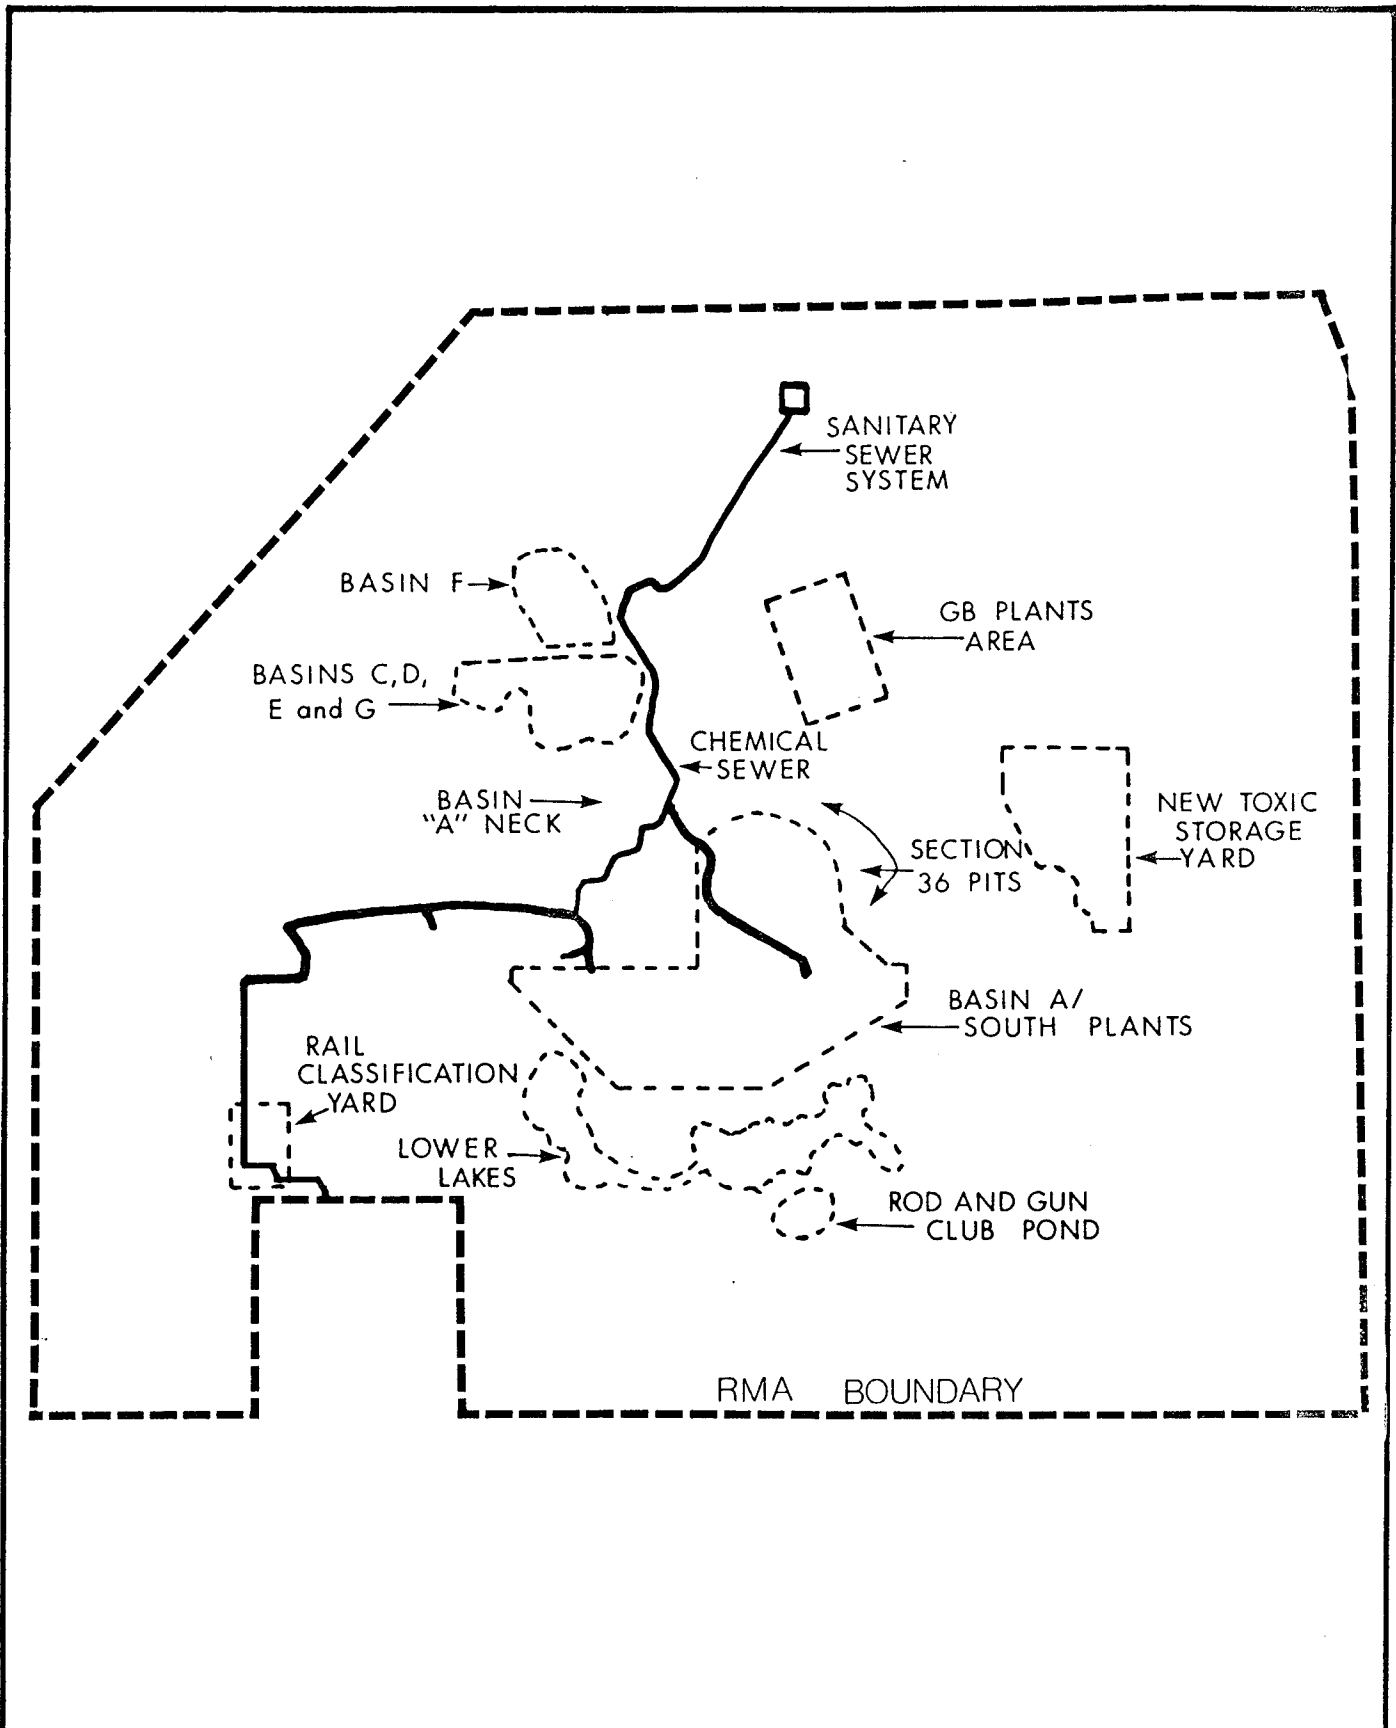 SANITARY
SEWER
SYSTEM
BASIN F
GB PLANTS
AREA
BASINS C,D,
E and G
CHEMICAL
SEWER
BASIN
"A" NECK
NEW TOXIC
STORAGE
YARD
SECTION
36 PITS
BASIN A/
SOUTH PLANTS
RAIL
CLASSIFICATION
YARD
LOWER
LAKES
ROD AND GUN
CLUB POND
RMA BOUNDARY